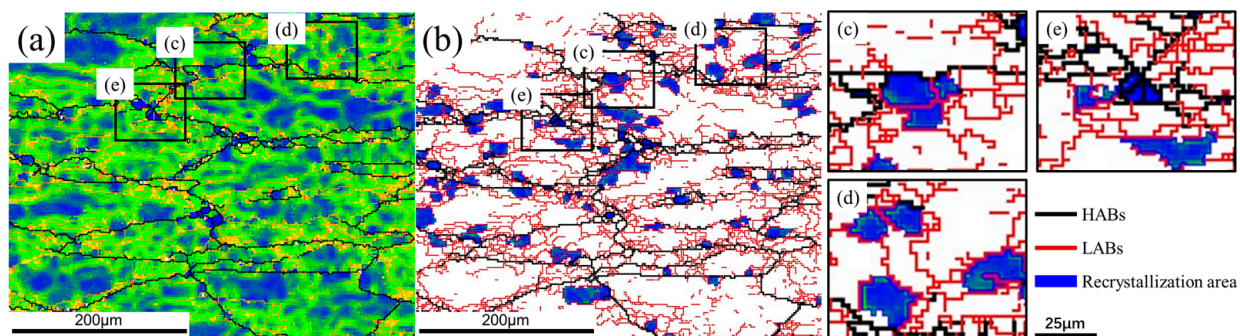 (a)
(c)
(d)
(e)
200μm
(b)
(c)
(d)
(e)
200μm
(c)
(e)
(d)
HABs
LABs
Recrystallization area
25μm